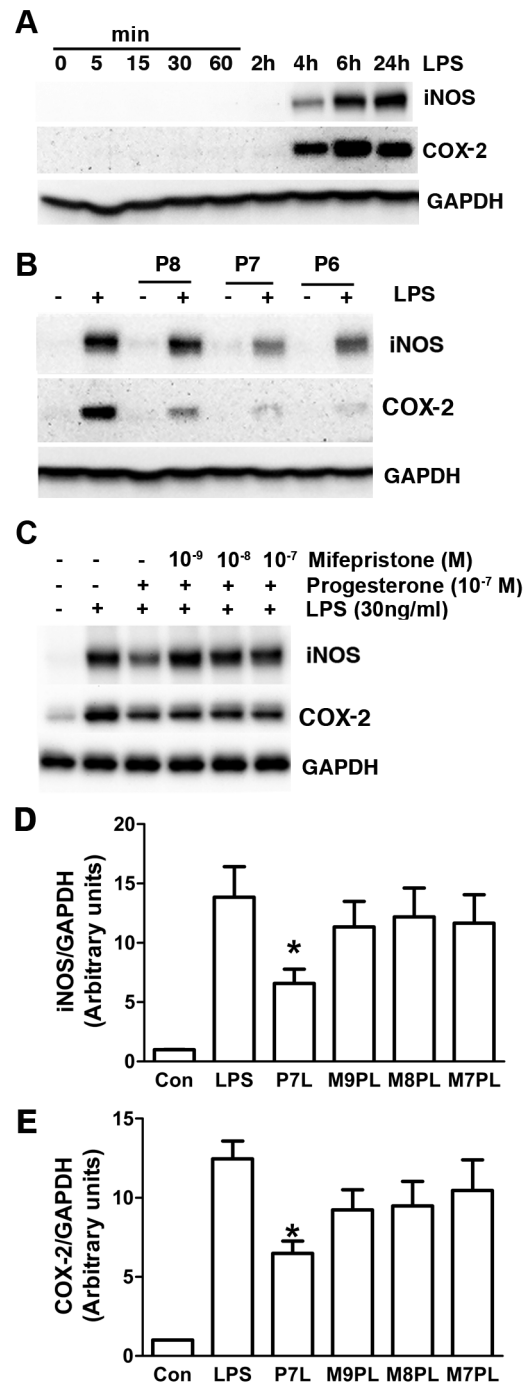 A
min
0 5 15 30 60 2h 4h 6h 24h LPS
iNOS
COX-2
GAPDH
B
P8 P7 P6
- + - + - + - + LPS
iNOS
COX-2
GAPDH
C
- - - 10-9 10-8 10-7 Mifepristone (M)
- - + + + + Progesterone (10-7 M)
- + + + + + LPS (30ng/ml)
iNOS
COX-2
GAPDH
D
iNOS/GAPDH
(Arbitrary units)
20
15
10
5
0
*
Con LPS P7L M9PL M8PL M7PL
E
COX-2/GAPDH
(Arbitrary units)
15
10
5
0
*
Con LPS P7L M9PL M8PL M7PL